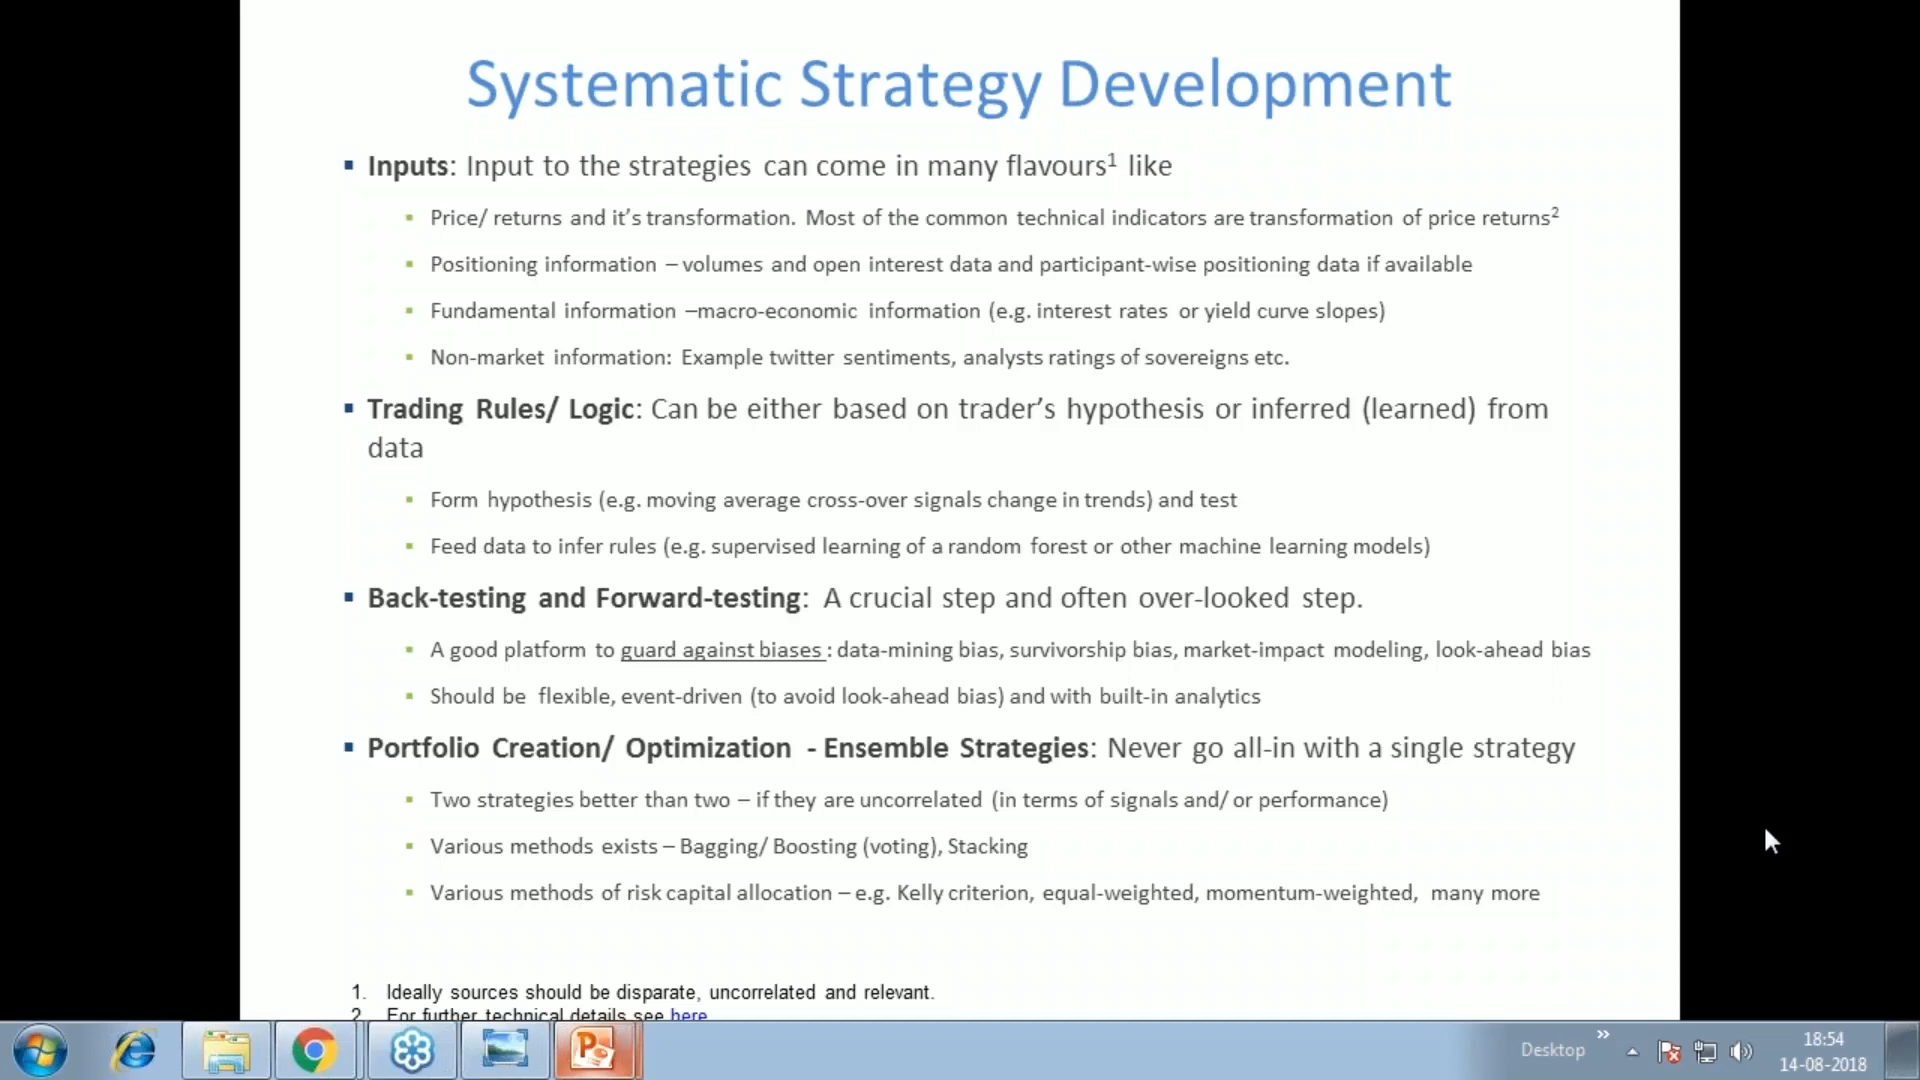 Systematic Strategy Development
Inputs: Input to the strategies can come in many flavours1 like
Price/ returns and it's transformation. Most of the common technical indicators are transformation of price returns2
Positioning information – volumes and open interest data and participant-wise positioning data if available
Fundamental information –macro-economic information (e.g. interest rates or yield curve slopes)
Non-market information: Example twitter sentiments, analysts ratings of sovereigns etc.
Trading Rules/ Logic: Can be either based on trader's hypothesis or inferred (learned) from
data
Form hypothesis (e.g. moving average cross-over signals change in trends) and test
Feed data to infer rules (e.g. supervised learning of a random forest or other machine learning models)
Back-testing and Forward-testing: A crucial step and often over-looked step.
A good platform to guard against biases : data-mining bias, survivorship bias, market-impact modeling, look-ahead bias
Should be flexible, event-driven (to avoid look-ahead bias) and with built-in analytics
Portfolio Creation/ Optimization - Ensemble Strategies: Never go all-in with a single strategy
Two strategies better than two – if they are uncorrelated (in terms of signals and/ or performance)
Various methods exists – Bagging/ Boosting (voting), Stacking
Various methods of risk capital allocation – e.g. Kelly criterion, equal-weighted, momentum-weighted, many more
1. Ideally sources should be disparate, uncorrelated and relevant.
2. For further technical details see here
Desktop
18:54
14-08-2018